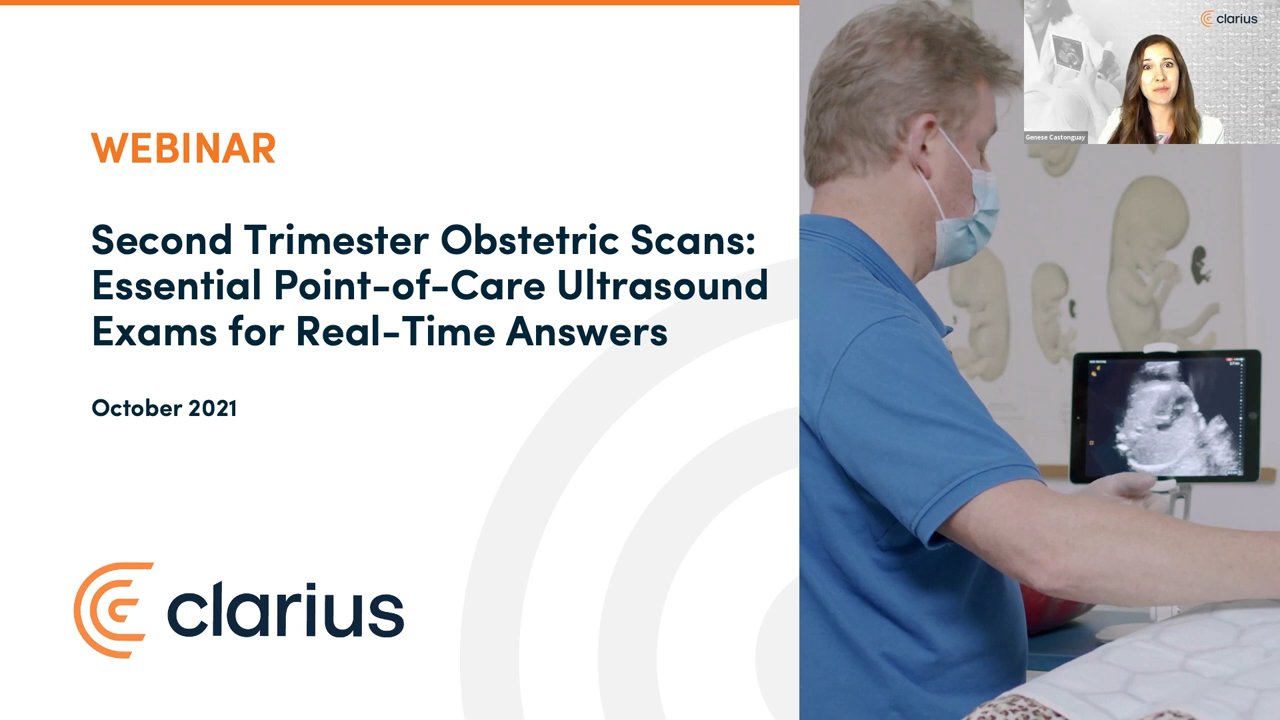 WEBINAR
Second Trimester Obstetric Scans:
Essential Point-of-Care Ultrasound
Exams for Real-Time Answers
October 2021
clarius
clarius
Genese Castonguay